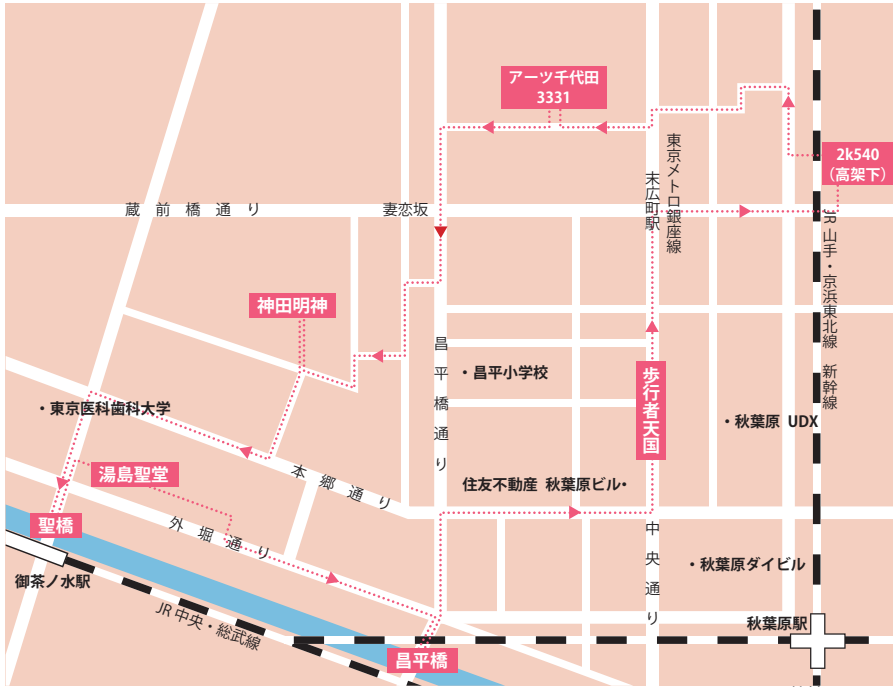 アーツ千代田
3331
東京メトロ銀座線
末広町駅
2k540
（高架下）
蔵前橋通り
妻恋坂
JR山手・京浜東北線 新幹線
神田明神
昌平橋通り
・昌平小学校
歩行者天国
・東京医科歯科大学
・秋葉原 UDX
湯島聖堂
本郷通り
住友不動産 秋葉原ビル・
聖橋
外堀通り
中央通り
・秋葉原ダイビル
御茶ノ水駅
JR中央・総武線
秋葉原駅
昌平橋